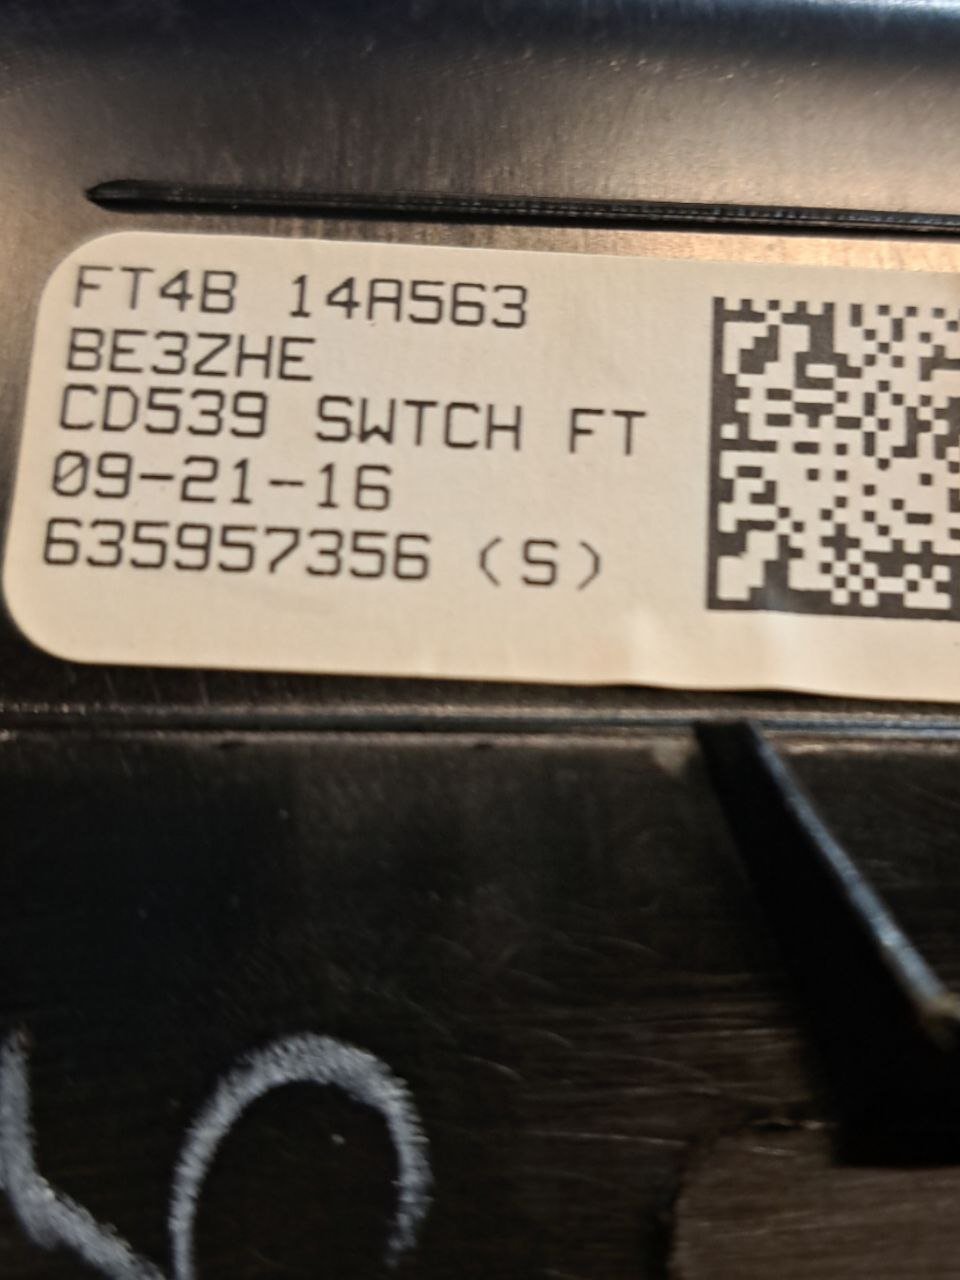 FT4B 14A563
BE3ZHE
CD539 SWTCH FT
09-21-16
635957356 (S)